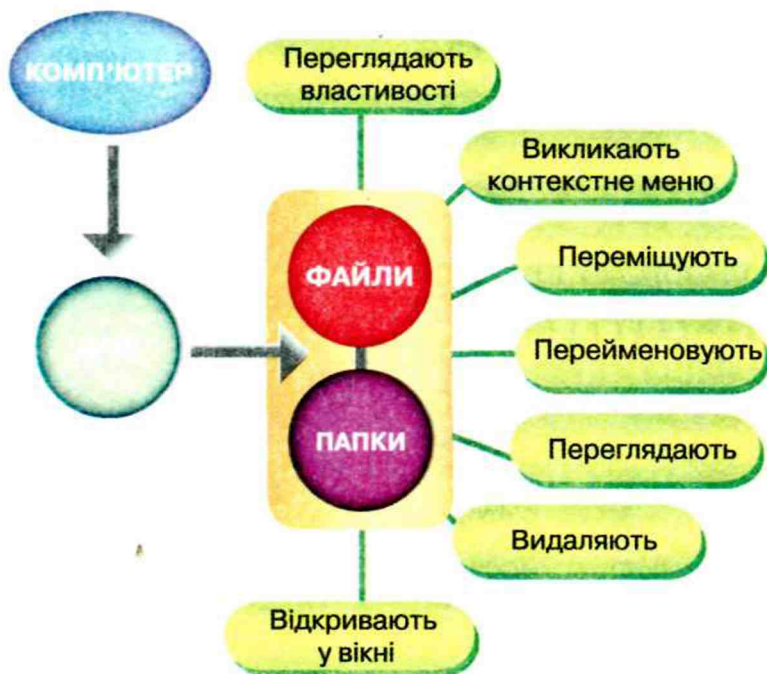 КОМП'ЮТЕР
Переглядають
властивості
Викликають
контекстне меню
ФАЙЛИ
Переміщують
Перейменовують
ПАПКИ
Переглядають
Видаляють
Відкривають
у вікні